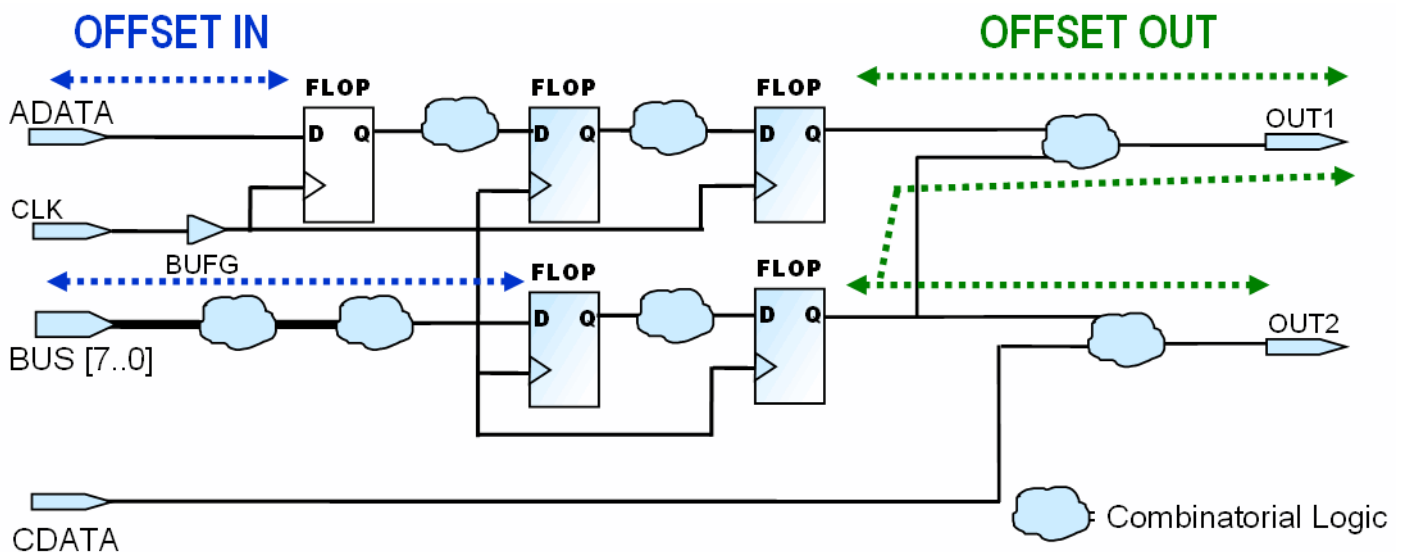 OFFSET IN
OFFSET OUT
FLOP
FLOP
FLOP
ADATA
D Q
D Q
D Q
OUT1
CLK
BUFG
FLOP
FLOP
D Q
D Q
OUT2
BUS [7..0]
CDATA
= Combinatorial Logic